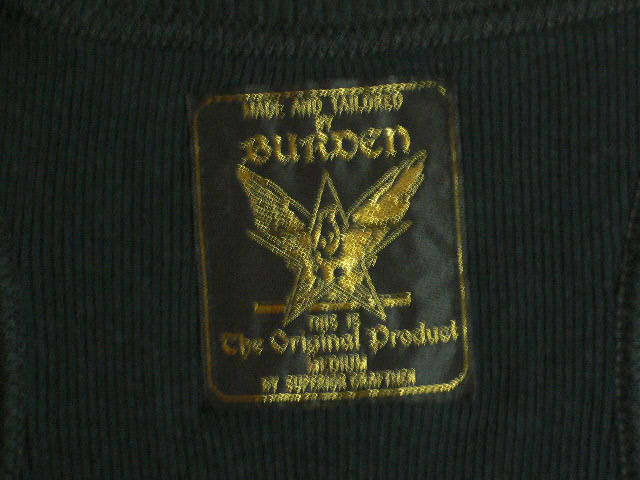 MADE AND TAILORED
BY
BURDEN
THIS IS
The Original Product
MEDIUM
BY SUPERIOR CRAFTMEN